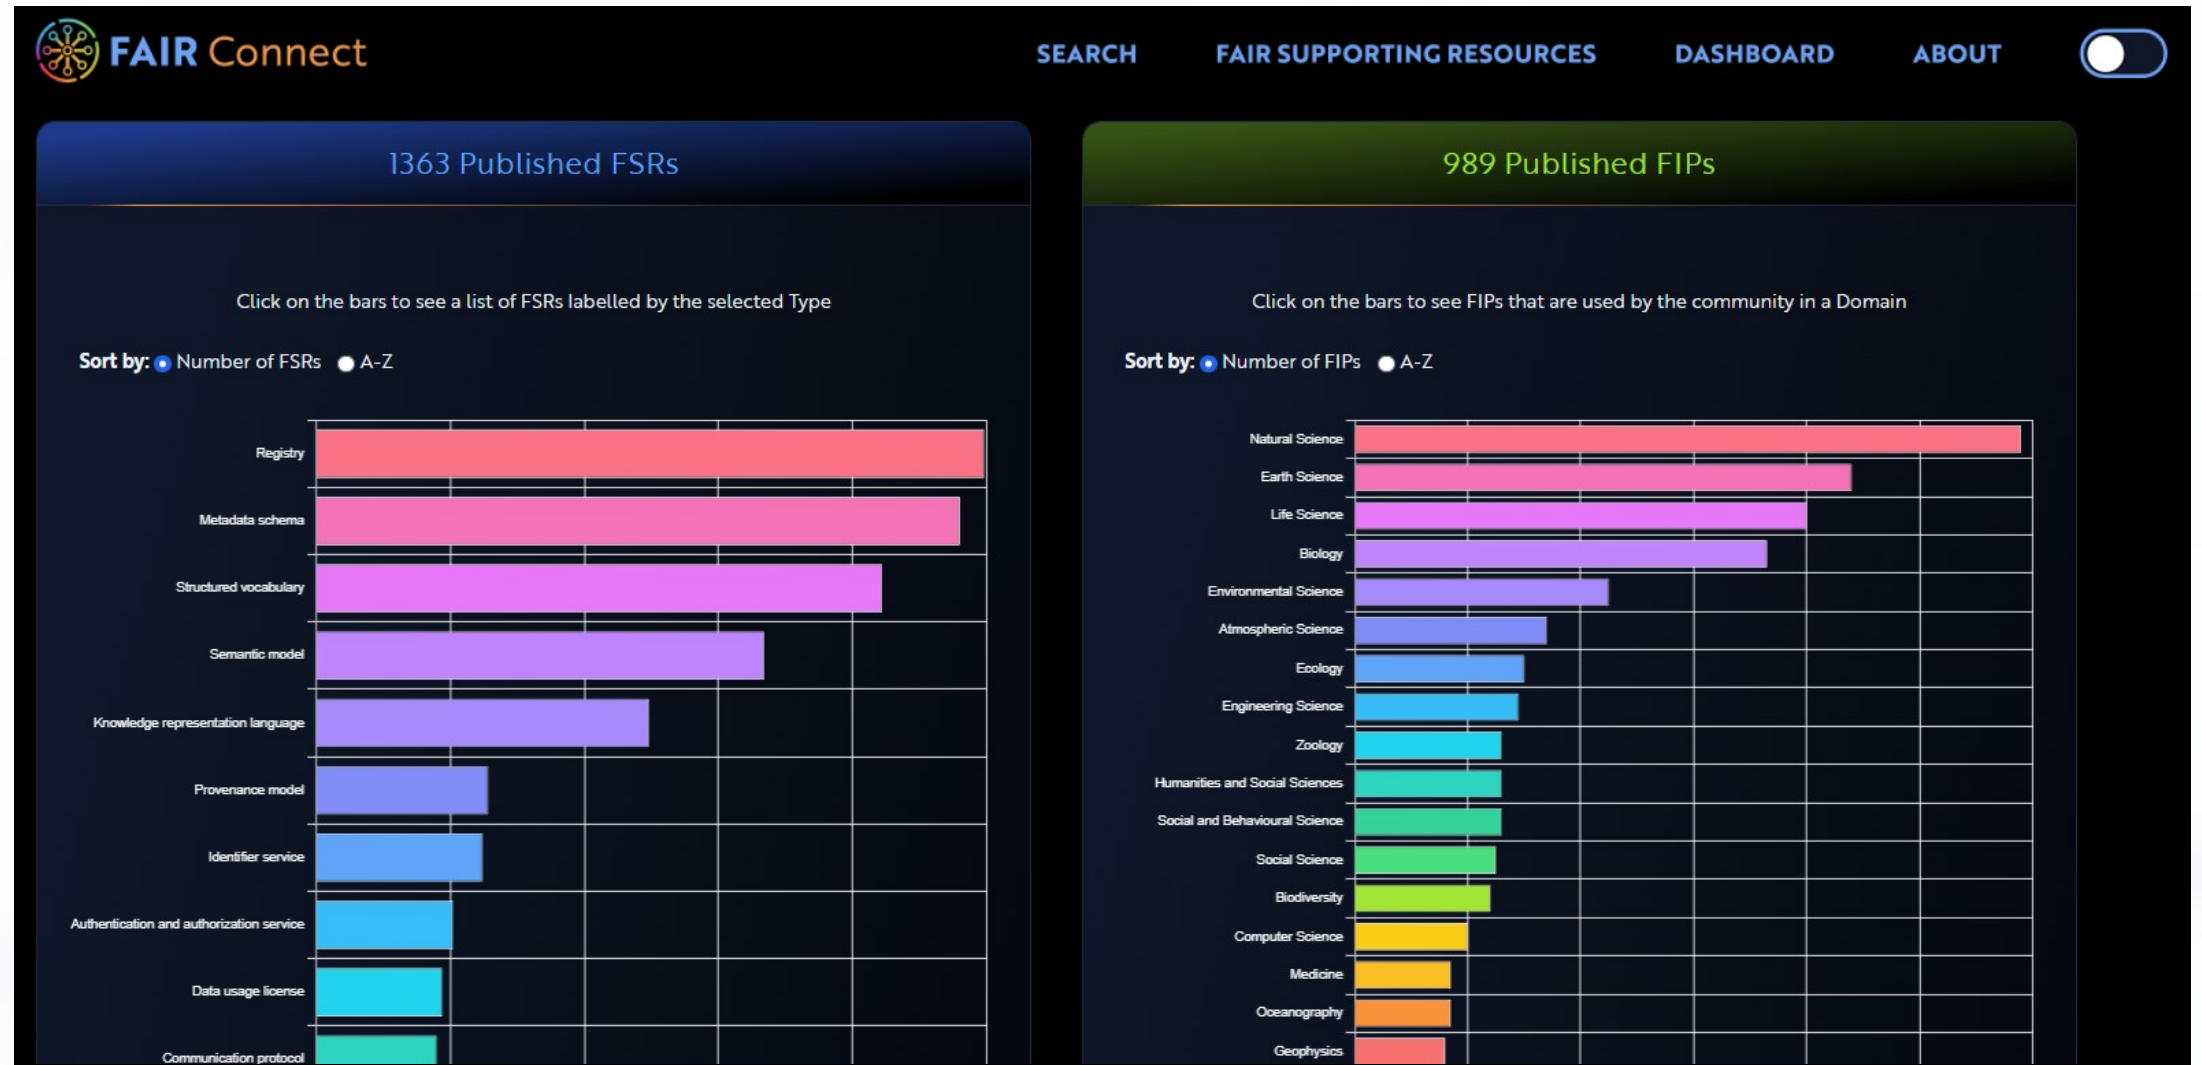 FAIR Connect
SEARCH
FAIR SUPPORTING RESOURCES
DASHBOARD
ABOUT
1363 Published FSRs
Click on the bars to see a list of FSRs labelled by the selected Type
Sort by: Number of FSRs A-Z
Registry
Metadata schema
Structured vocabulary
Semantic model
Knowledge representation language
Provenance model
Identifier service
Authentication and authorization service
Data usage license
Communication protocol
989 Published FIPs
Click on the bars to see FIPs that are used by the community in a Domain
Sort by: Number of FIPs A-Z
Natural Science
Earth Science
Life Science
Biology
Environmental Science
Atmospheric Science
Ecology
Engineering Science
Zoology
Humanities and Social Sciences
Social and Behavioural Science
Social Science
Biodiversity
Computer Science
Medicine
Oceanography
Geophysics